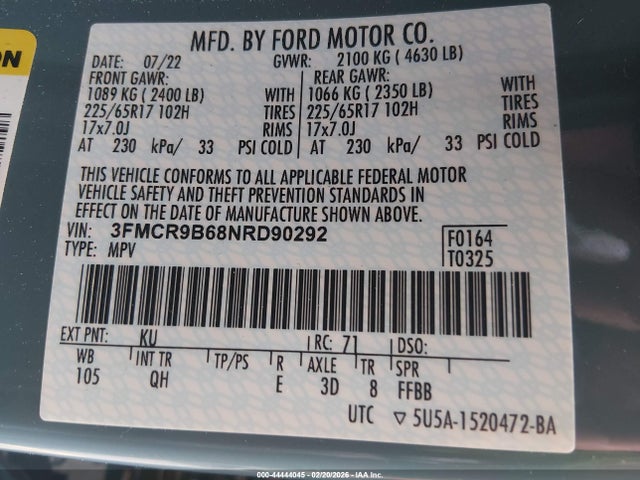 ON
MFD. BY FORD MOTOR CO.
DATE: 07/22 GVWR: 2100 KG ( 4630 LB)
FRONT GAWR: REAR GAWR:
1089 KG ( 2400 LB) WITH 1066 KG ( 2350 LB) WITH
225/65R17 102H TIRES 225/65R17 102H TIRES
17x7.0J RIMS 17x7.0J RIMS
AT 230 kPa/ 33 PSI COLD AT 230 kPa/ 33 PSI COLD
THIS VEHICLE CONFORMS TO ALL APPLICABLE FEDERAL MOTOR
VEHICLE SAFETY AND THEFT PREVENTION STANDARDS IN
EFFECT ON THE DATE OF MANUFACTURE SHOWN ABOVE.
VIN: 3FMCR9B68NRD90292 F0164
TYPE: MPV T0325
EXT PNT: KU RC: 71 DSO:
WB INT TR TP/PS R AXLE TR SPR
105 QH E 3D 8 FFBB
UTC ▽ 5U5A-1520472-BA
000-44444045 - 02/20/2026 - IAA Inc.